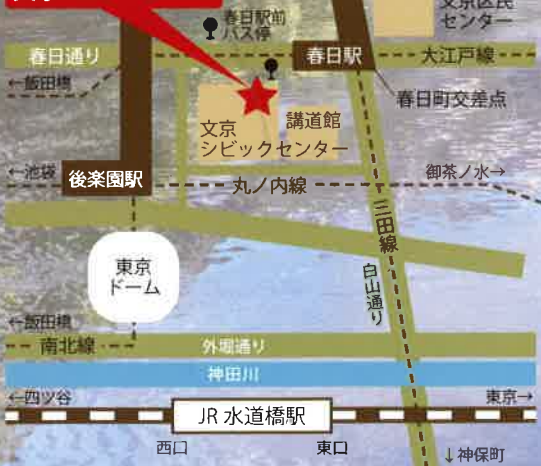 文京区民
センター
春日駅前
バス停
春日通り
春日駅
大江戸線
←飯田橋
春日町交差点
文京
シビックセンター
講道館
←池袋
後楽園駅
丸ノ内線
御茶ノ水→
三田線
東京
ドーム
白山通り
←飯田橋
南北線
外堀通り
神田川
←四ツ谷
東京→
JR 水道橋駅
西口
東口
↓神保町